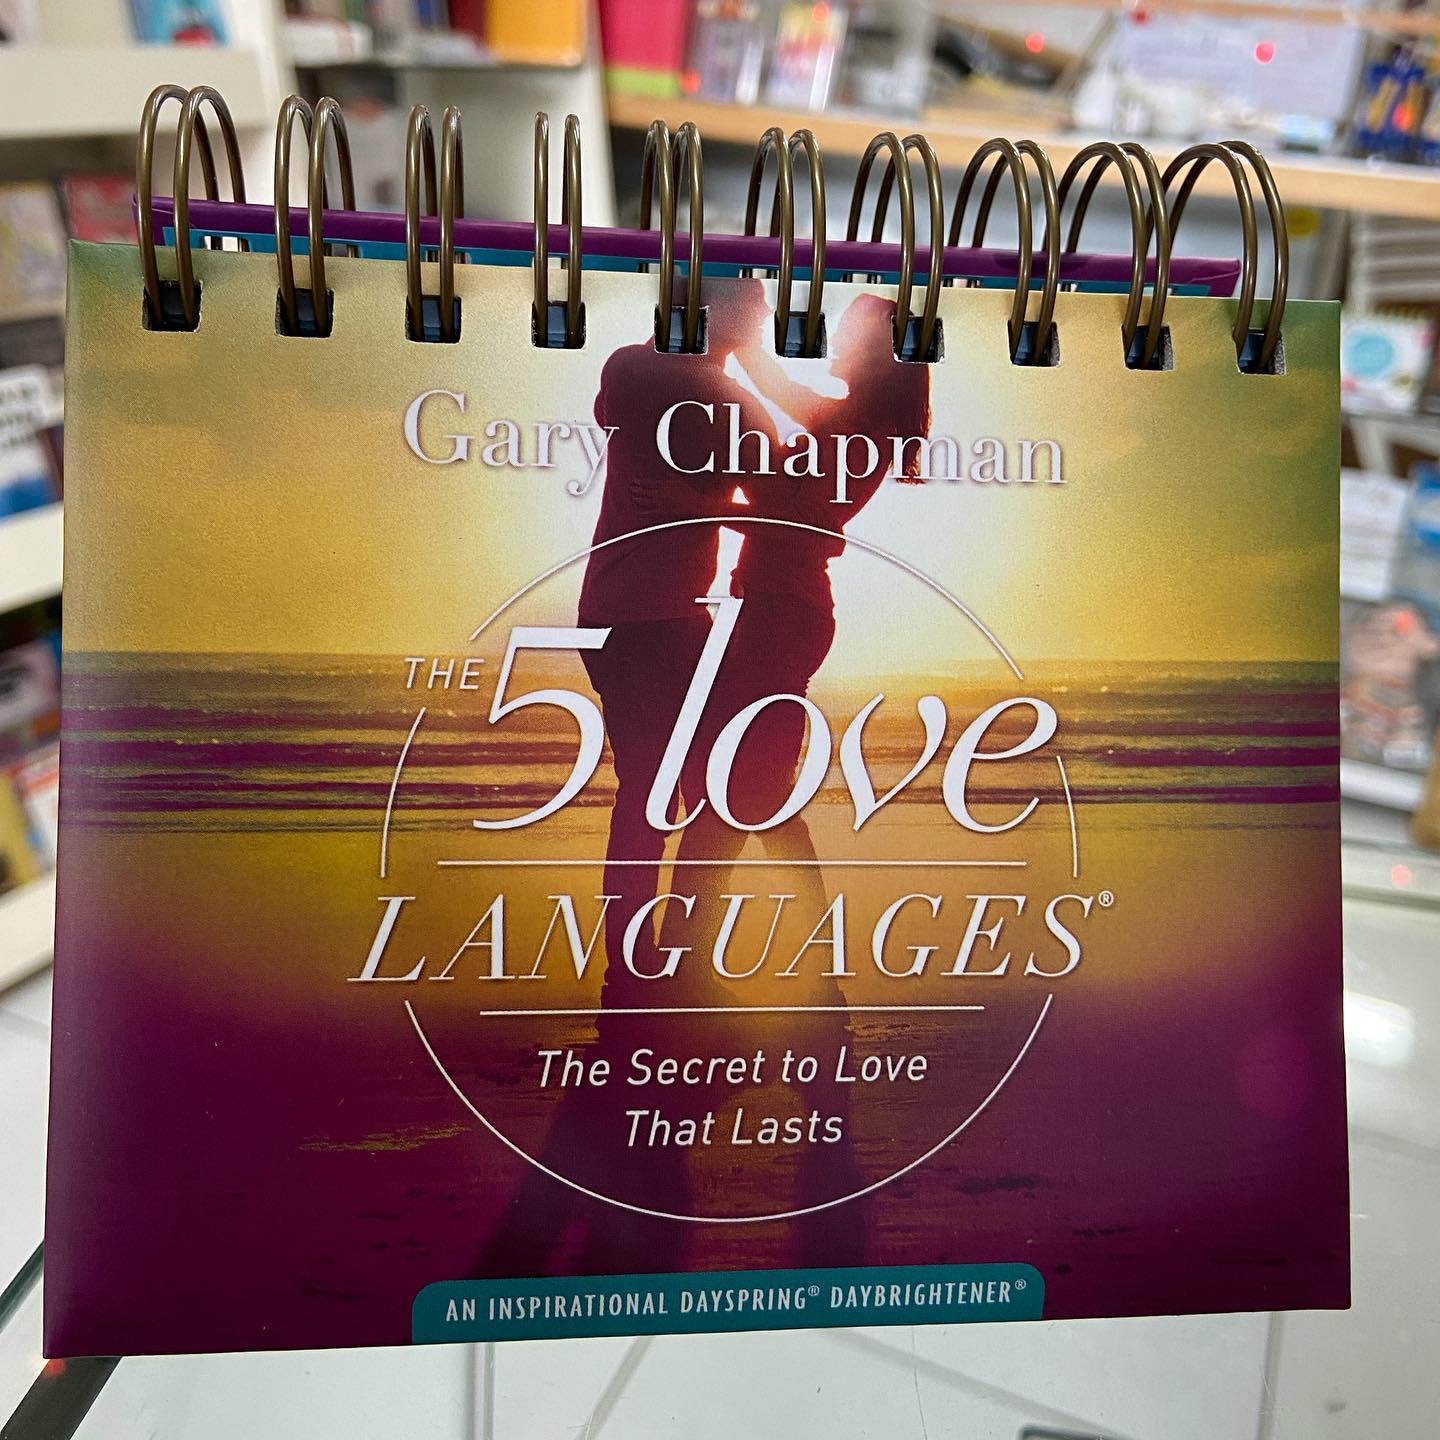 Gary Chapman
THE 5 love
LANGUAGES®
The Secret to Love
That Lasts
AN INSPIRATIONAL DAYSPRING® DAYBRIGHTENER®